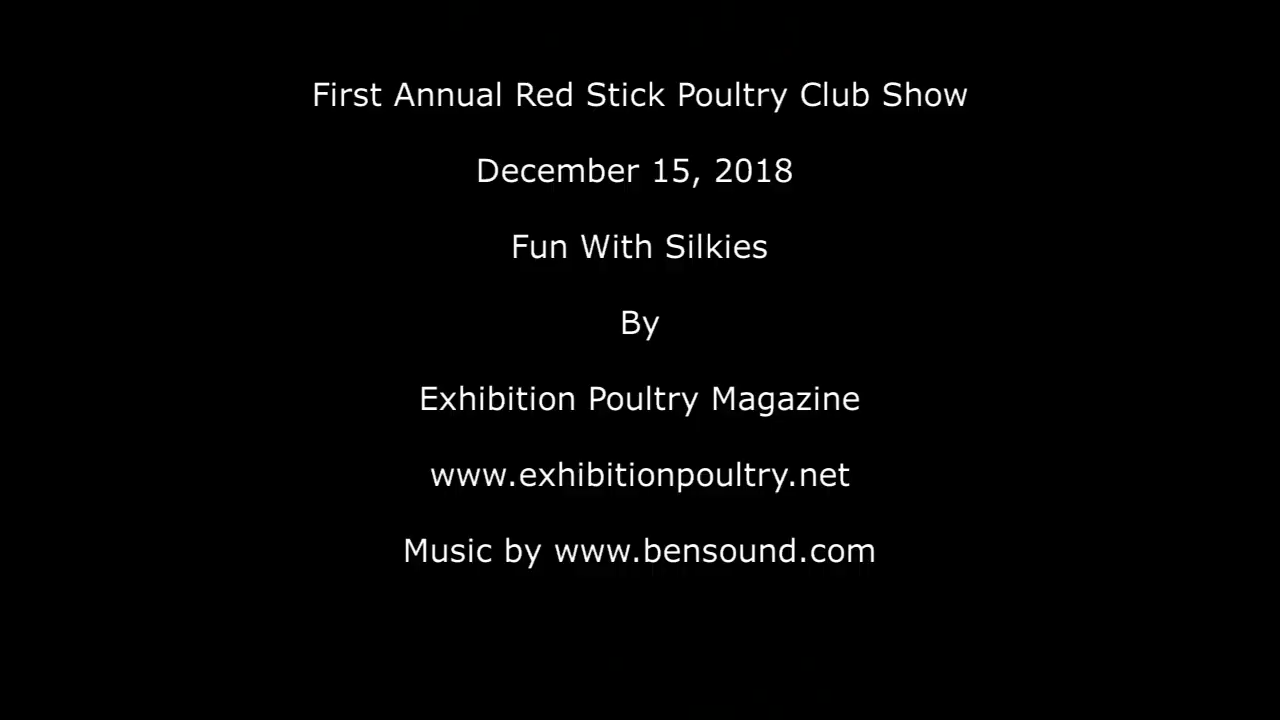 First Annual Red Stick Poultry Club Show
December 15, 2018
Fun With Silkies
By
Exhibition Poultry Magazine
www.exhibitionpoultry.net
Music by www.bensound.com